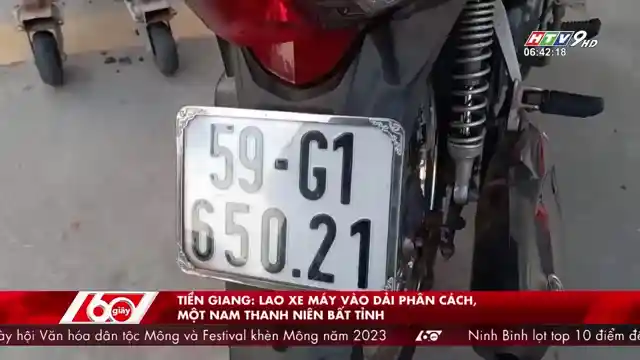 HTV9 HD
06:42:18
59-G1
650.21
60 giây
TIỀN GIANG: LAO XE MÁY VÀO DẢI PHÂN CÁCH,
MỘT NAM THANH NIÊN BẤT TỈNH
ày hội Văn hóa dân tộc Mông và Festival khèn Mông năm 2023 Ninh Bình lọt top 10 điểm đ